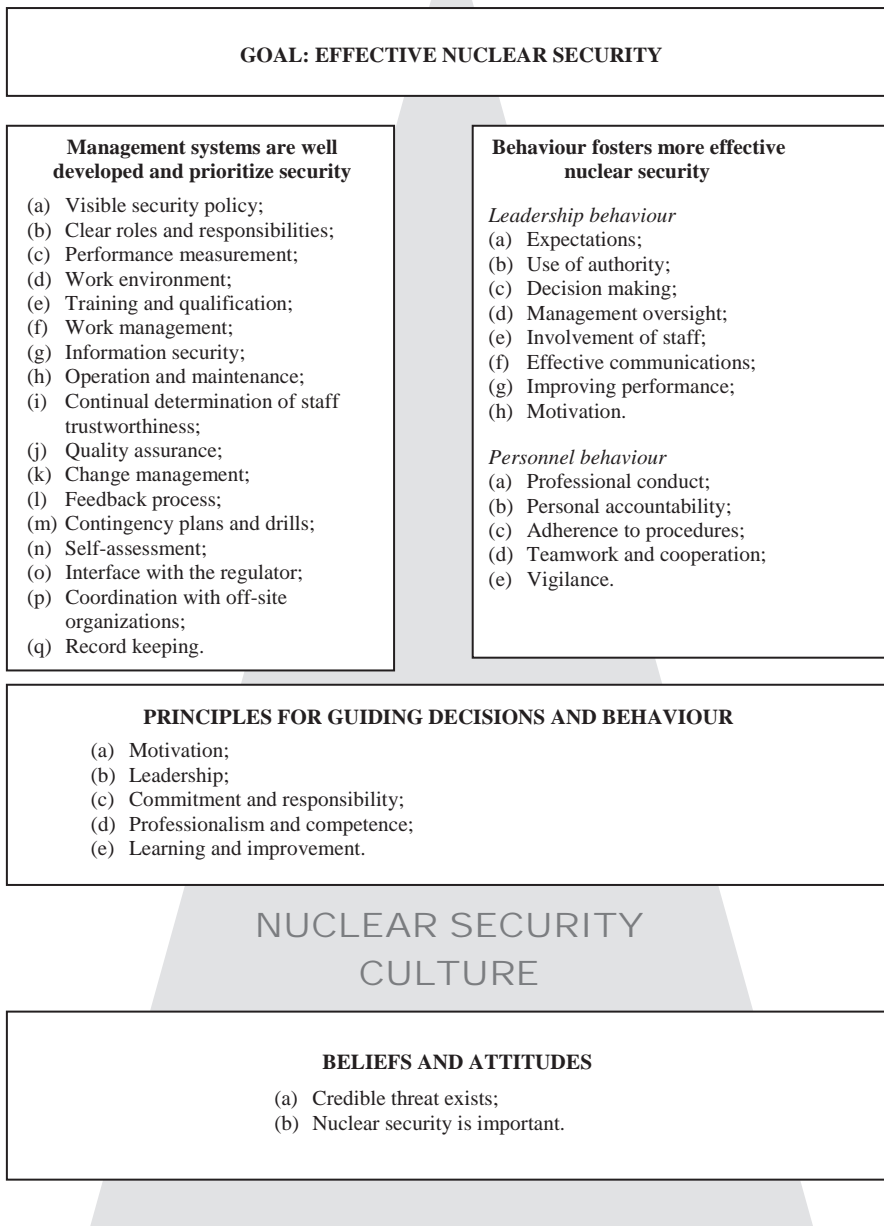 GOAL: EFFECTIVE NUCLEAR SECURITY
Management systems are well
developed and prioritize security
(a) Visible security policy;
(b) Clear roles and responsibilities;
(c) Performance measurement;
(d) Work environment;
(e) Training and qualification;
(f) Work management;
(g) Information security;
(h) Operation and maintenance;
(i) Continual determination of staff
trustworthiness;
(j) Quality assurance;
(k) Change management;
(l) Feedback process;
(m) Contingency plans and drills;
(n) Self-assessment;
(o) Interface with the regulator;
(p) Coordination with off-site
organizations;
(q) Record keeping.
Behaviour fosters more effective
nuclear security
Leadership behaviour
(a) Expectations;
(b) Use of authority;
(c) Decision making;
(d) Management oversight;
(e) Involvement of staff;
(f) Effective communications;
(g) Improving performance;
(h) Motivation.
Personnel behaviour
(a) Professional conduct;
(b) Personal accountability;
(c) Adherence to procedures;
(d) Teamwork and cooperation;
(e) Vigilance.
PRINCIPLES FOR GUIDING DECISIONS AND BEHAVIOUR
(a) Motivation;
(b) Leadership;
(c) Commitment and responsibility;
(d) Professionalism and competence;
(e) Learning and improvement.
NUCLEAR SECURITY
CULTURE
BELIEFS AND ATTITUDES
(a) Credible threat exists;
(b) Nuclear security is important.